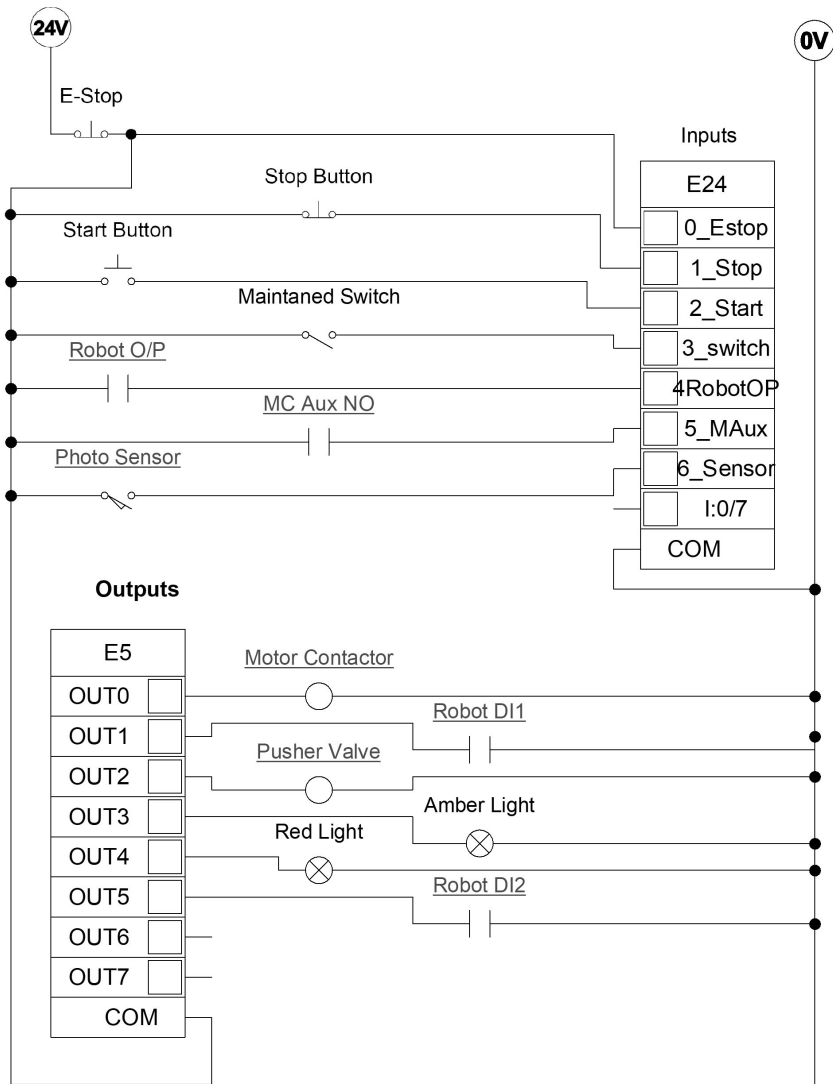 24V
0V
E-Stop
Inputs
E24
Stop Button
0_Estop
Start Button
1_Stop
Maintaned Switch
2_Start
3_switch
Robot O/P
4RobotOP
MC Aux NO
5_MAux
Photo Sensor
6_Sensor
I:0/7
COM
Outputs
E5
Motor Contactor
OUT0
Robot DI1
OUT1
Pusher Valve
OUT2
Amber Light
OUT3
Red Light
OUT4
Robot DI2
OUT5
OUT6
OUT7
COM